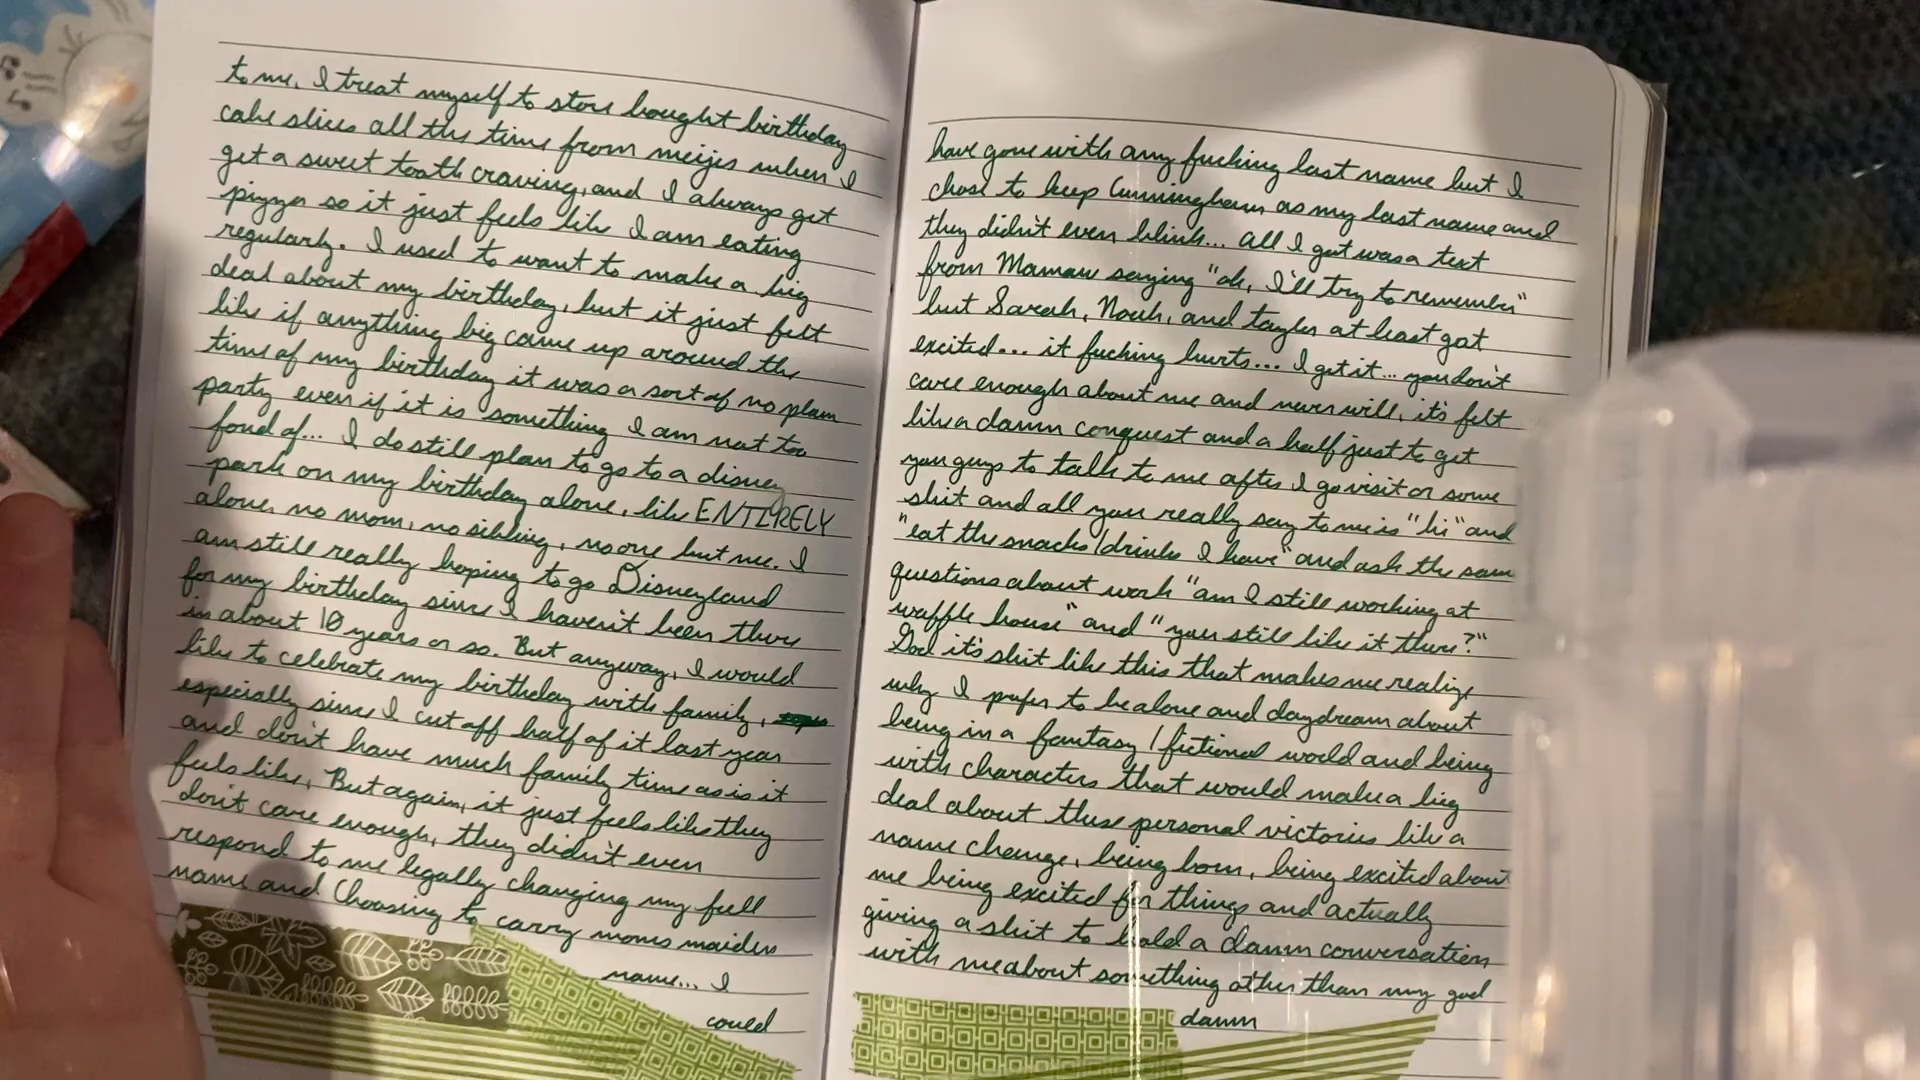 to me. I treat myself to store bought birthday
cake slices all the time from meijer when I
get a sweet tooth craving, and I always get
pizza so it just feels like I am eating
regularly. I used to want to make a big
deal about my birthday, but it just felt
like if anything big came up around the
time of my birthday it was a sort of no plan
party even if it is something I am not too
fond of... I do still plan to go to a disney
park on my birthday alone, like ENTIRELY
alone, no mom, no sibling, no one but me. I
am still really hoping to go Disneyland
for my birthday since I haven't been there
in about 10 years or so. But anyway, I would
like to celebrate my birthday with family,
especially since I cut off half of it last year
and don't have much family time as is it
feels like. But again, it just feels like they
don't care enough, they didn't even
respond to me legally changing my full
name and choosing to carry moms maiden
name... I
could
have gone with any fucking last name but I
chose to keep Cunningham as my last name and
they didn't even blink... all I got was a text
from Mamaw saying "ok, I'll try to remember"
but Sarah, Noah, and taylor at least got
excited... it fucking hurts... I get it... you don't
care enough about me and never will, it's felt
like a damn conquest and a half just to get
you guys to talk to me after I go visit or some
shit and all you really say to me is "hi" and
"eat the snacks/drinks I have" and ask the same
questions about work "am I still working at
waffle house" and "you still like it there?"
God it's shit like this that makes me realize
why I prefer to be alone and daydream about
being in a fantasy/fictional world and being
with characters that would make a big
deal about these personal victories like a
name change, being born, being excited about
me being excited for things and actually
giving a shit to hold a damn conversation
with me about something other than my god
damn